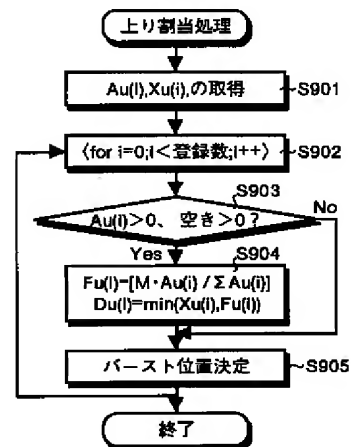 上り割当処理
Au(i),Xu(i),の取得
S901
〈for i=0;i<登録数;i++〉
S902
S903
Au(i)>0、空き>0？
No
Yes
S904
Fu(i)=[M・Au(i) / ΣAu(i)]
Du(i)=min(Xu(i),Fu(i))
バースト位置決定
S905
終了